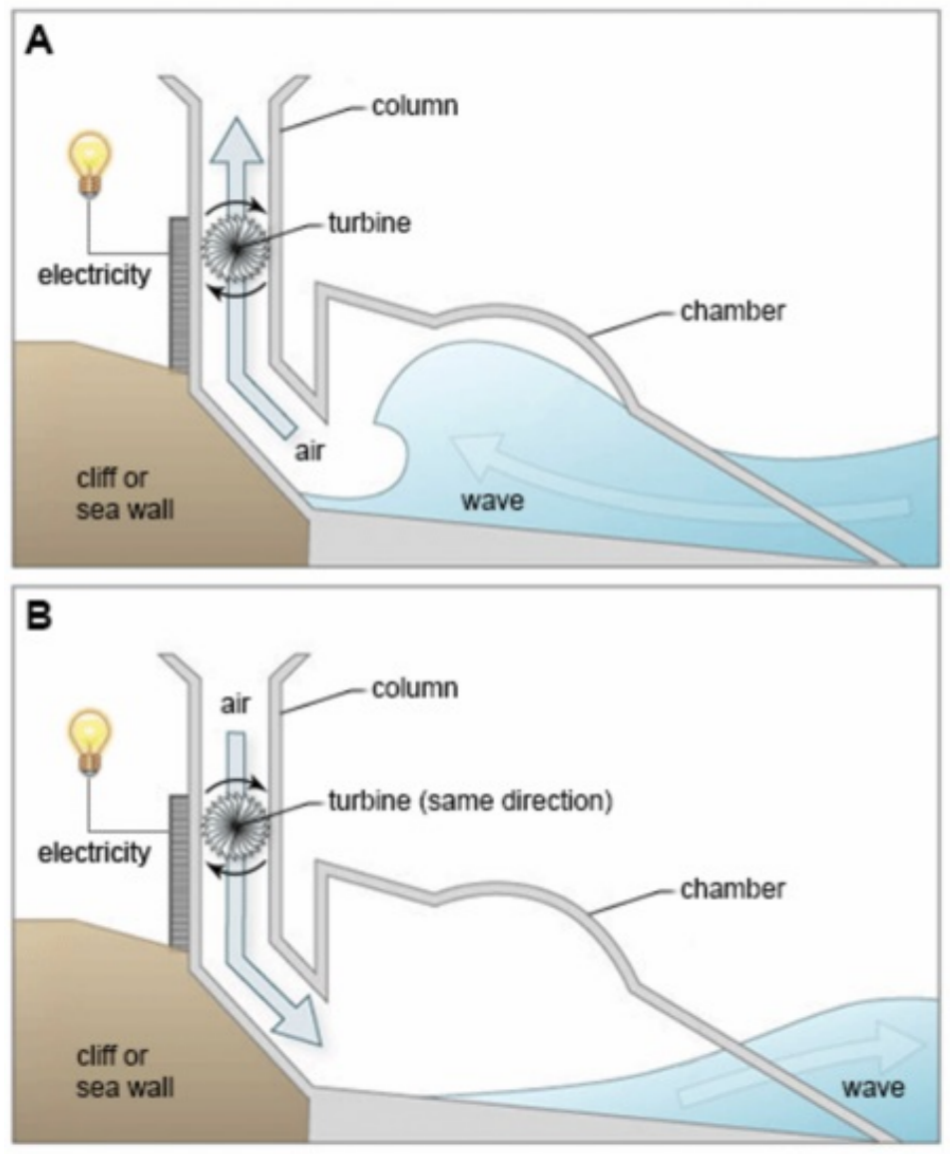 A
column
turbine
electricity
chamber
air
cliff or
sea wall
wave
B
air
column
turbine (same direction)
electricity
chamber
cliff or
sea wall
wave